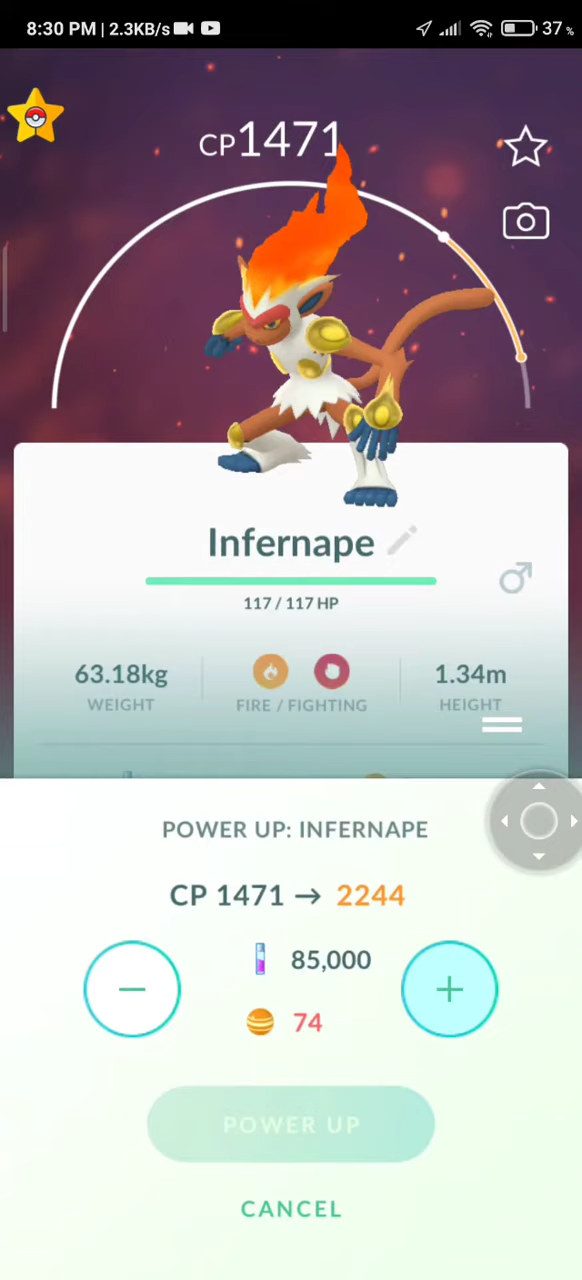 8:30 PM | 2.3KB/s 37 %
CP1471
Infernape
117 / 117 HP
63.18kg 1.34m
WEIGHT FIRE / FIGHTING HEIGHT
POWER UP: INFERNAPE
CP 1471 → 2244
85,000
74
POWER UP
CANCEL